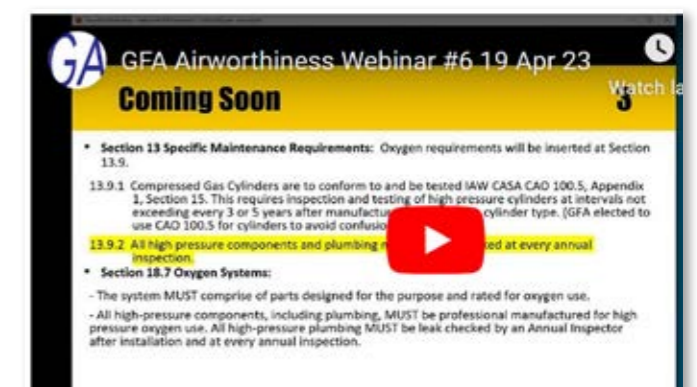 GA GFA Airworthiness Webinar #6 19 Apr 23
Watch la
Coming Soon 3
• Section 13 Specific Maintenance Requirements: Oxygen requirements will be inserted at Section
13.9.
13.9.1 Compressed Gas Cylinders are to conform to and be tested IAW CASA CAO 100.5, Appendix
1, Section 15. This requires inspection and testing of high pressure cylinders at intervals not
exceeding every 3 or 5 years after manufactur cylinder type. (GFA elected to
use CAO 100.5 for cylinders to avoid confusio
13.9.2 All high pressure components and plumbing ked at every annual
inspection.
• Section 18.7 Oxygen Systems:
- The system MUST comprise of parts designed for the purpose and rated for oxygen use.
- All high-pressure components, including plumbing, MUST be professional manufactured for high
pressure oxygen use. All high-pressure plumbing MUST be leak checked by an Annual Inspector
after installation and at every annual inspection.